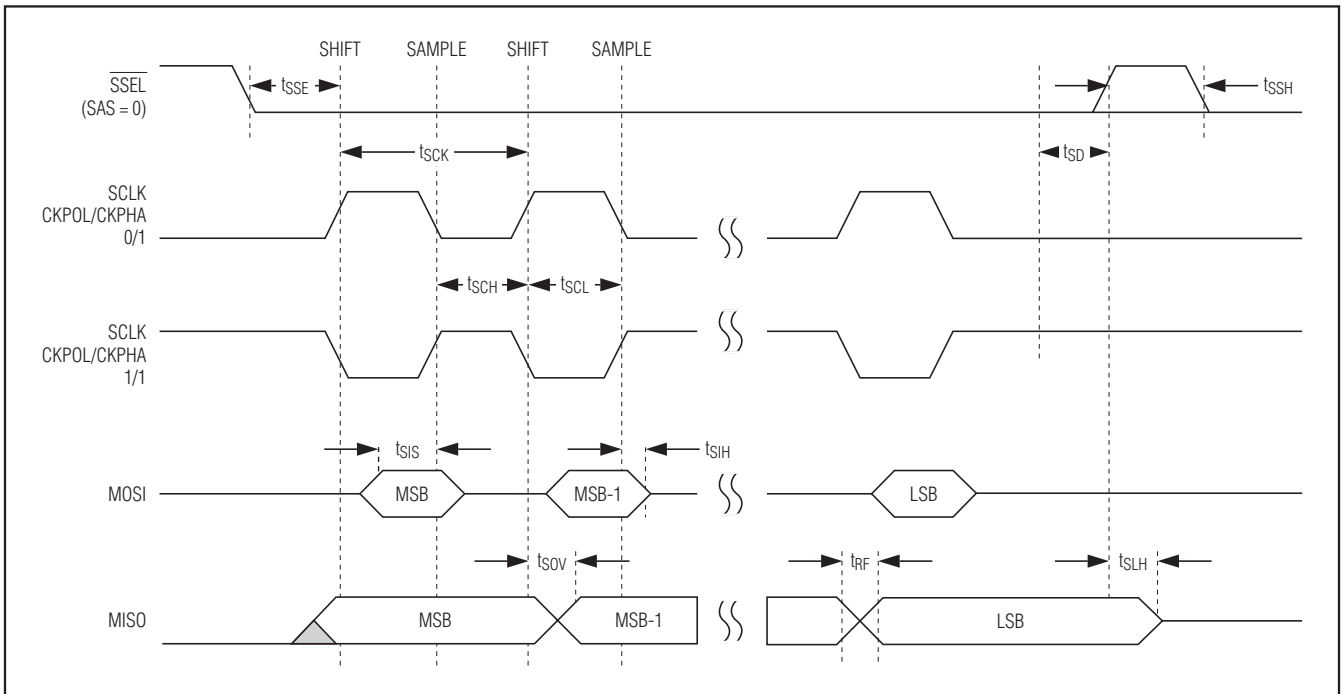 SHIFT SAMPLE SHIFT SAMPLE
SSEL
(SAS = 0)
tSSE
tSSH
tSCK
tSD
SCLK
CKPOL/CKPHA
0/1
tSCH tSCL
SCLK
CKPOL/CKPHA
1/1
tSIS
tSIH
MOSI MSB MSB-1 LSB
tSOV tRF tSLH
MISO MSB MSB-1 LSB